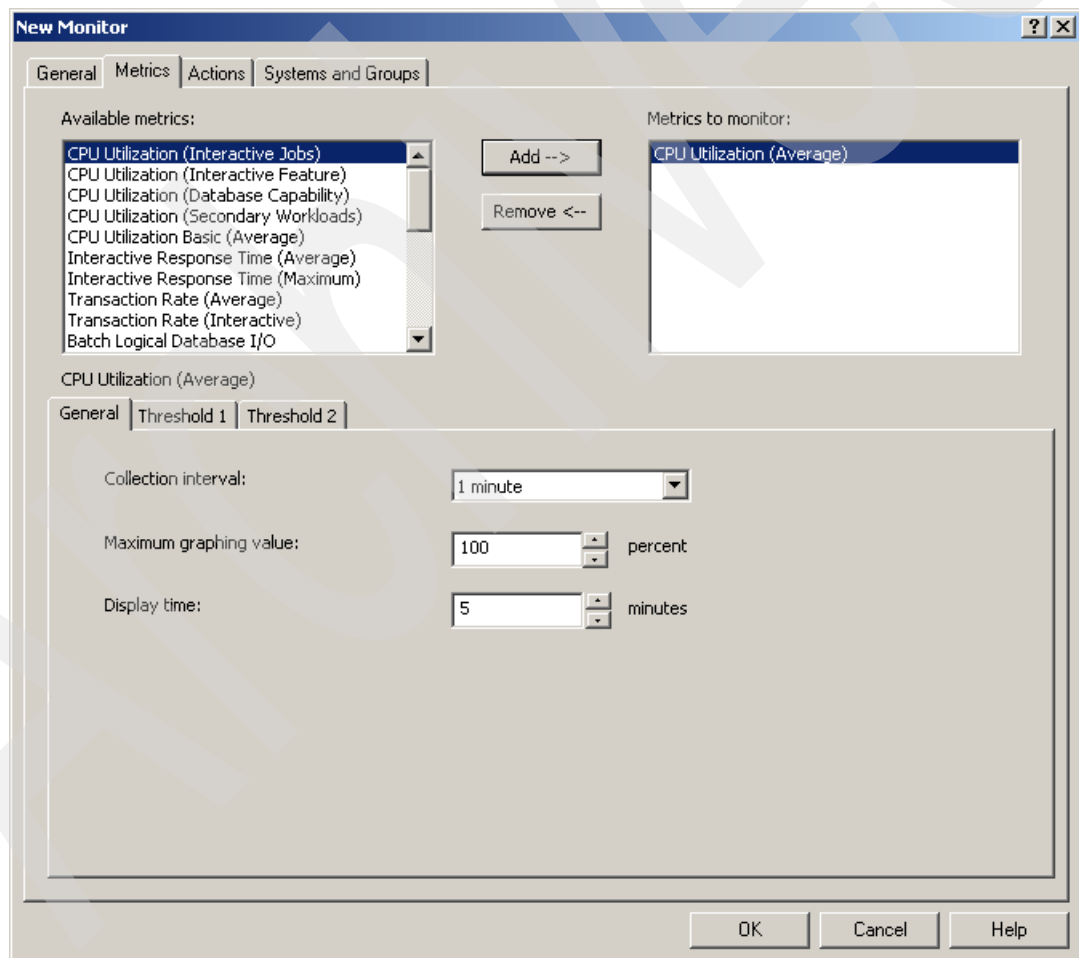 New Monitor
General Metrics Actions Systems and Groups
Available metrics:
Metrics to monitor:
CPU Utilization (Interactive Jobs)
CPU Utilization (Interactive Feature)
CPU Utilization (Database Capability)
CPU Utilization (Secondary Workloads)
CPU Utilization Basic (Average)
Interactive Response Time (Average)
Interactive Response Time (Maximum)
Transaction Rate (Average)
Transaction Rate (Interactive)
Batch Logical Database I/O
Add -->
Remove <--
CPU Utilization (Average)
CPU Utilization (Average)
General Threshold 1 Threshold 2
Collection interval: 1 minute
Maximum graphing value: 100 percent
Display time: 5 minutes
OK Cancel Help